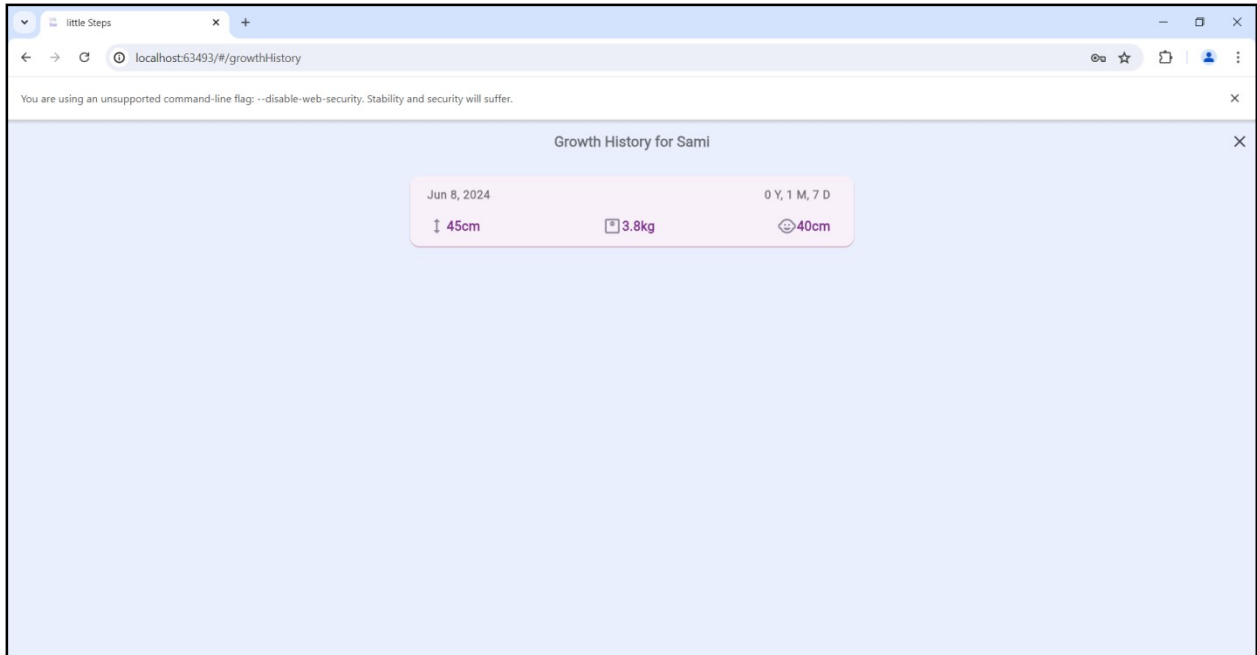 little Steps
localhost:63493/#/growthHistory
You are using an unsupported command-line flag: --disable-web-security. Stability and security will suffer.
Growth History for Sami
Jun 8, 2024 0 Y, 1 M, 7 D
45cm 3.8kg 40cm